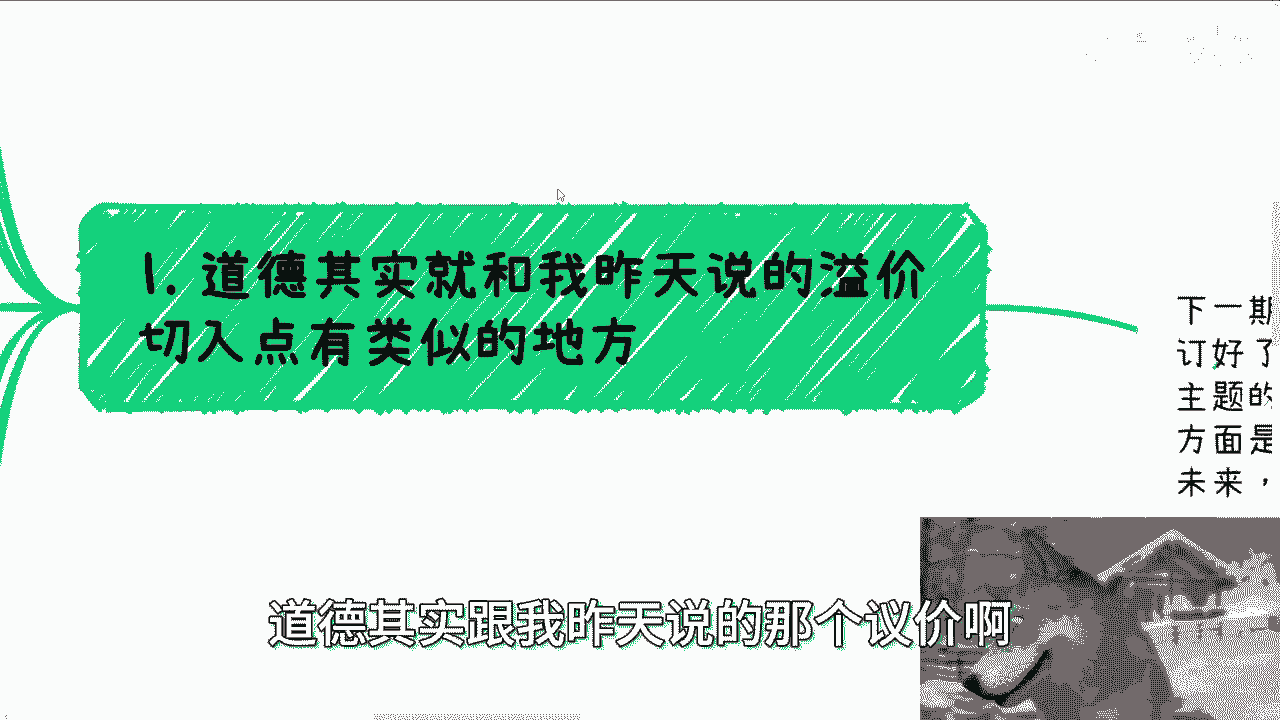 1. 道德其实就和我昨天说的溢价
切入点有类似的地方
下一期
订好了
主题的
方面是
未来，
道德其实跟我昨天说的那个议价啊